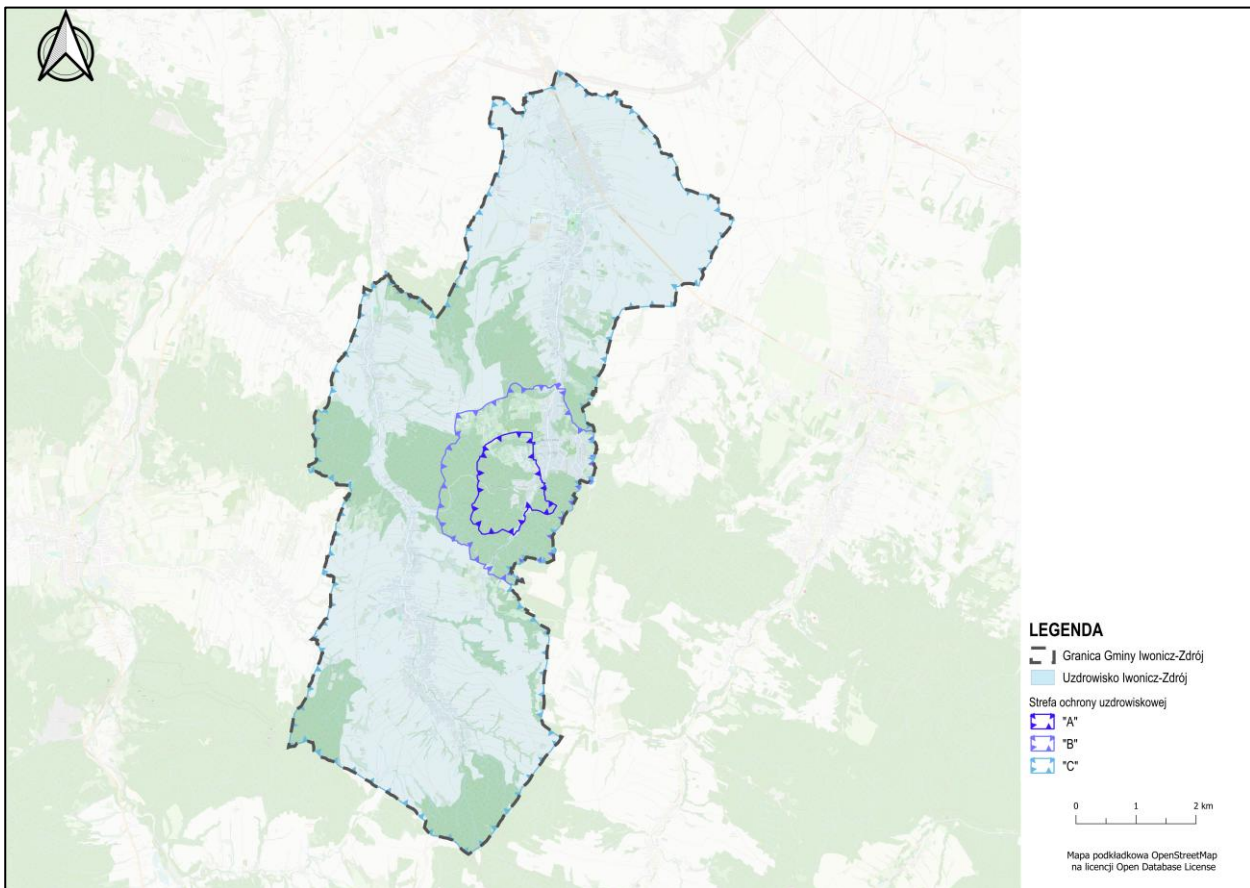 LEGENDA
Granica Gminy Iwonicz-Zdrój
Uzdrowisko Iwonicz-Zdrój
Strefa ochrony uzdrowiskowej
"A"
"B"
"C"
0 1 2 km
Mapa podkładkowa OpenStreetMap
na licencji Open Database License